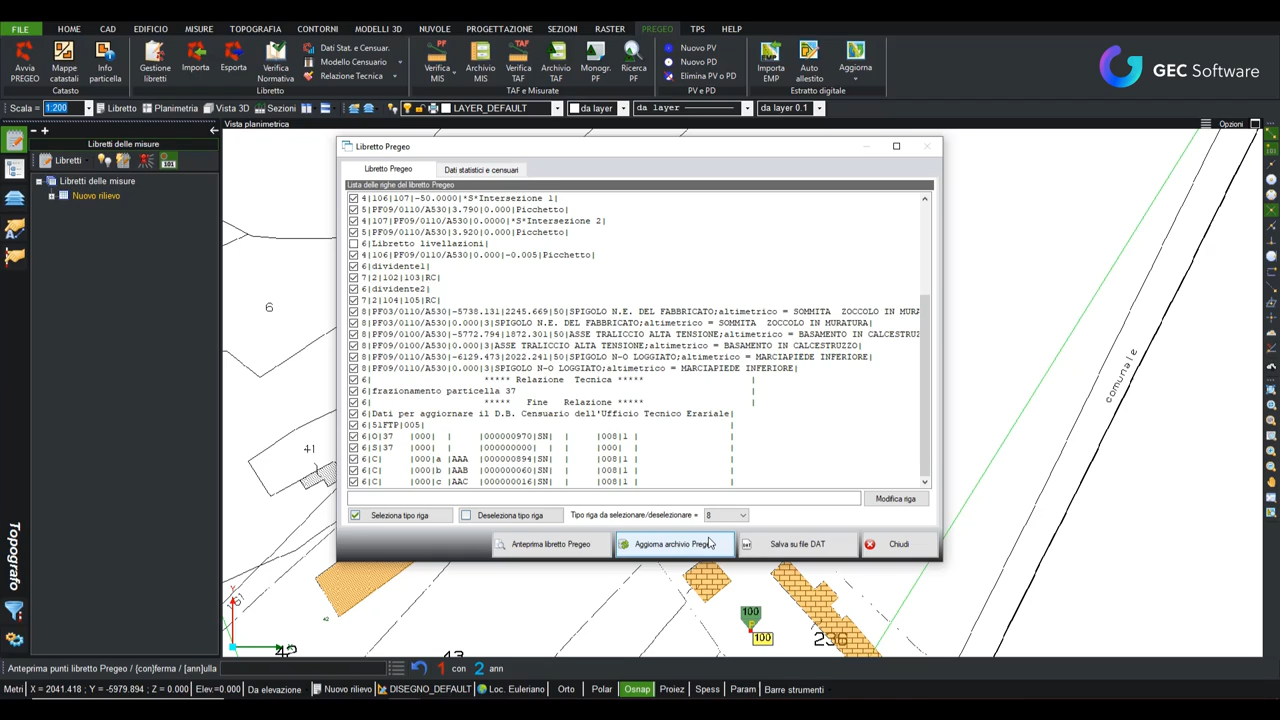 FILE HOME CAD EDIFICIO MISURE TOPOGRAFIA CONTORNI MODELLI 3D NUVOLE PROGETTAZIONE SEZIONI RASTER PREGEO TPS HELP
Avvia PREGEO
Mappe catastali
Info particella
Catasto
Gestione libretti
Importa
Esporta
Verifica Normativa
Dati Stat. e Censuar.
Modello Censuario
Relazione Tecnica
Libretto
Verifica MIS
Archivio MIS
Verifica TAF
Archivio TAF
Monogr. PF
Ricerca PF
TAF e Misurate
Nuovo PV
Nuovo PD
Elimina PV o PD
PV e PD
Importa EMP
Auto allestito
Aggiorna
Estratto digitale
GEC Software
Scala = 1:200 Libretto Planimetria Vista 3D Sezioni LAYER_DEFAULT da layer da layer da layer 0.1
Vista planimetrica Opzioni
Libretti delle misure
Libretti
Libretti delle misure
Nuovo rilievo
Topografo
Libretto Pregeo
Libretto Pregeo Dati statistici e censuari
Lista delle righe del libretto Pregeo
4|106|107|-50.0000|*S*Intersezione 1|
5|PF09/0110/A530|3.790|0.000|Picchetto|
4|107|PF09/0110/A530|0.0000|*S*Intersezione 2|
5|PF09/0110/A530|3.920|0.000|Picchetto|
6|Libretto livellazioni|
4|106|PF09/0110/A530|0.000|-0.005|Picchetto|
6|dividente1|
7|2|102|103|RC|
6|dividente2|
7|2|104|105|RC|
8|PF03/0110/A530|-5738.131|2245.669|50|SPIGOLO N.E. DEL FABBRICATO;altimetrico = SOMMITA  ZOCCOLO IN MURA
8|PF03/0110/A530|0.000|3|SPIGOLO N.E. DEL FABBRICATO;altimetrico = SOMMITA  ZOCCOLO IN MURATURA|
8|PF05/0110/A530|-5772.794|1872.301|50|ASSE TRALICCIO ALTA TENSIONE;altimetrico = BASAMENTO IN CALCESTRU
8|PF05/0110/A530|0.000|3|ASSE TRALICCIO ALTA TENSIONE;altimetrico = BASAMENTO IN CALCESTRUZZO|
8|PF09/0110/A530|-6129.473|2022.241|50|SPIGOLO N-O LOGGIATO;altimetrico = MARCIAPIEDE INFERIORE|
8|PF09/0110/A530|0.000|3|SPIGOLO N-O LOGGIATO;altimetrico = MARCIAPIEDE INFERIORE|
6| ***** Relazione Tecnica ***** |
6|frazionamento particella 37 |
6| ***** Fine Relazione ***** |
6|Dati per aggiornare il D.B. Censuario dell'Ufficio Tecnico Erariale|
6|51FTP|005| |
6|O|37 |000| | |000000970|SN| | |008|1 | |
6|S|37 |000| | |000000000| | | |000| | |
6|C| |000|a |AAA |000000894|SN| | |008|1 | |
6|C| |000|b |AAB |000000060|SN| | |008|1 | |
6|C| |000|c |AAC |000000016|SN| | |008|1 | |
Modifica riga
Seleziona tipo riga Deseleziona tipo riga Tipo riga da selezionare/deselezionare = 8
Anteprima libretto Pregeo Aggiorna archivio Pregeo Salva su file DAT Chiudi
6
41
comunale
100
100
236
43
Anteprima punti libretto Pregeo / {con}ferma / [ann}ulla 1 con 2 ann
Metri X = 2041.418 ; Y = -5979.894 ; Z = 0.000 Elev=0.000 Da elevazione Nuovo rilievo DISEGNO_DEFAULT Loc. Euleriano Orto Polar Osnap Proiez Spess Param Barre strumenti